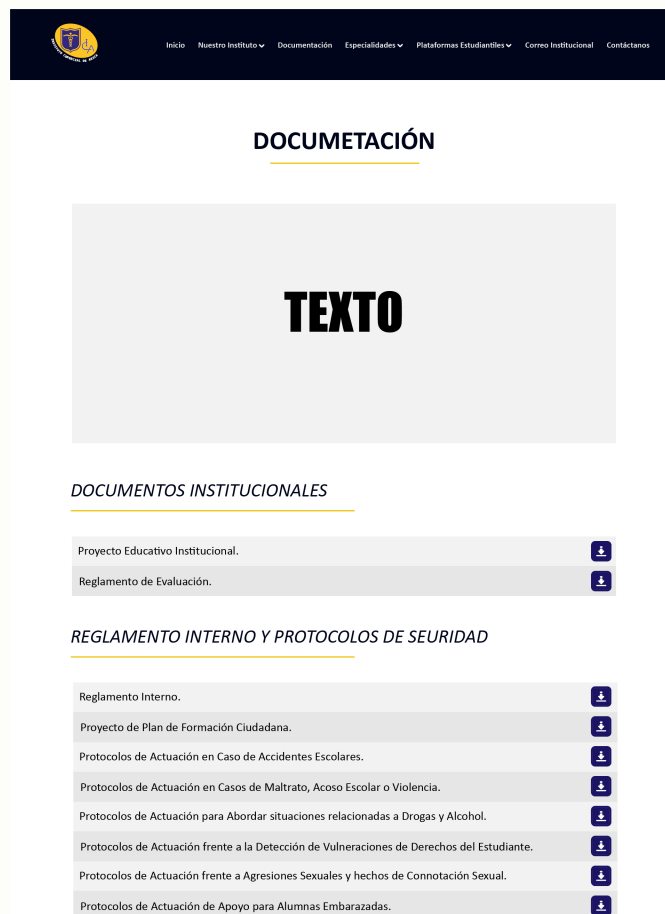 Inicio
Nuestro Instituto
Documentación
Especialidades
Plataformas Estudiantiles
Correo Institucional
Contáctanos
DOCUMETACIÓN
TEXTO
DOCUMENTOS INSTITUCIONALES
Proyecto Educativo Institucional.
Reglamento de Evaluación.
REGLAMENTO INTERNO Y PROTOCOLOS DE SEURIDAD
Reglamento Interno.
Proyecto de Plan de Formación Ciudadana.
Protocolos de Actuación en Caso de Accidentes Escolares.
Protocolos de Actuación en Casos de Maltrato, Acoso Escolar o Violencia.
Protocolos de Actuación para Abordar situaciones relacionadas a Drogas y Alcohol.
Protocolos de Actuación frente a la Detección de Vulneraciones de Derechos del Estudiante.
Protocolos de Actuación frente a Agresiones Sexuales y hechos de Connotación Sexual.
Protocolos de Actuación de Apoyo para Alumnas Embarazadas.